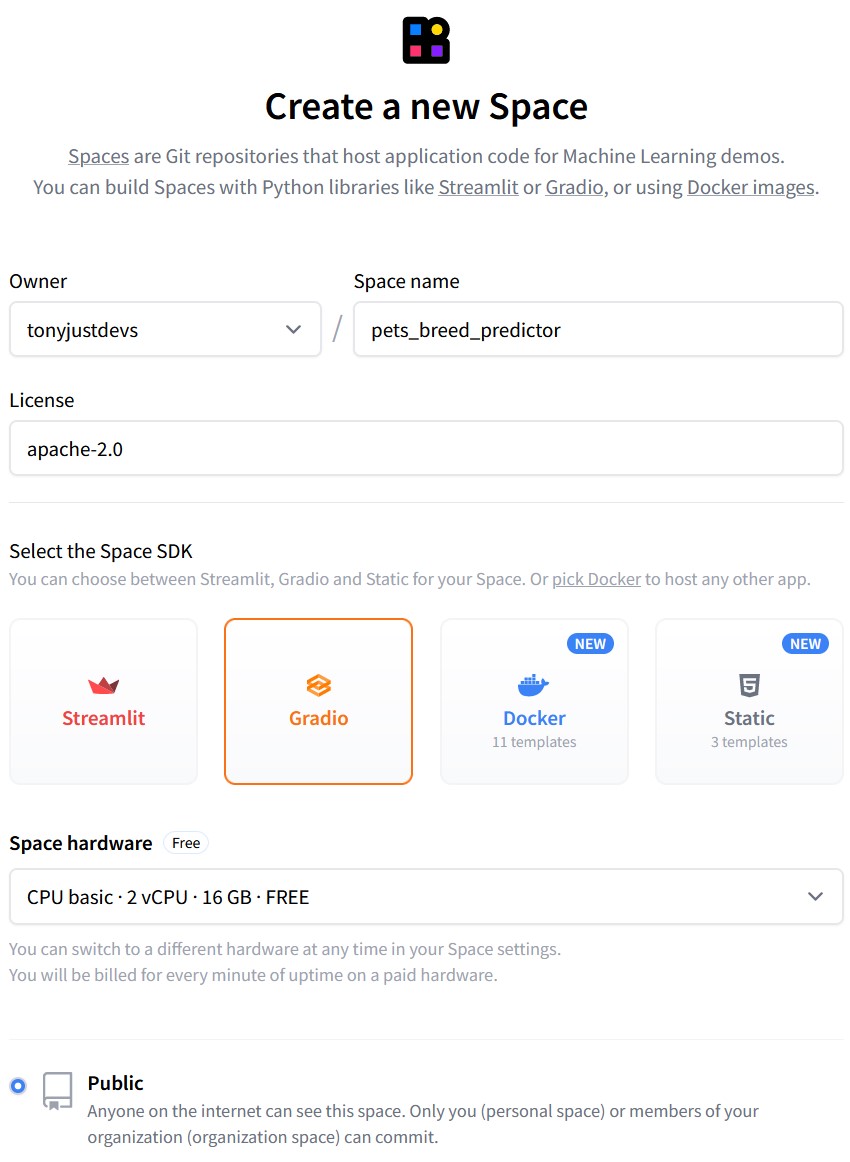 Create a new Space
Spaces are Git repositories that host application code for Machine Learning demos.
You can build Spaces with Python libraries like Streamlit or Gradio, or using Docker images.
Owner
Space name
tonyjustdevs
/
pets_breed_predictor
License
apache-2.0
Select the Space SDK
You can choose between Streamlit, Gradio and Static for your Space. Or pick Docker to host any other app.
Streamlit
Gradio
NEW
Docker
11 templates
NEW
Static
3 templates
Space hardware Free
CPU basic · 2 vCPU · 16 GB · FREE
You can switch to a different hardware at any time in your Space settings.
You will be billed for every minute of uptime on a paid hardware.
Public
Anyone on the internet can see this space. Only you (personal space) or members of your
organization (organization space) can commit.